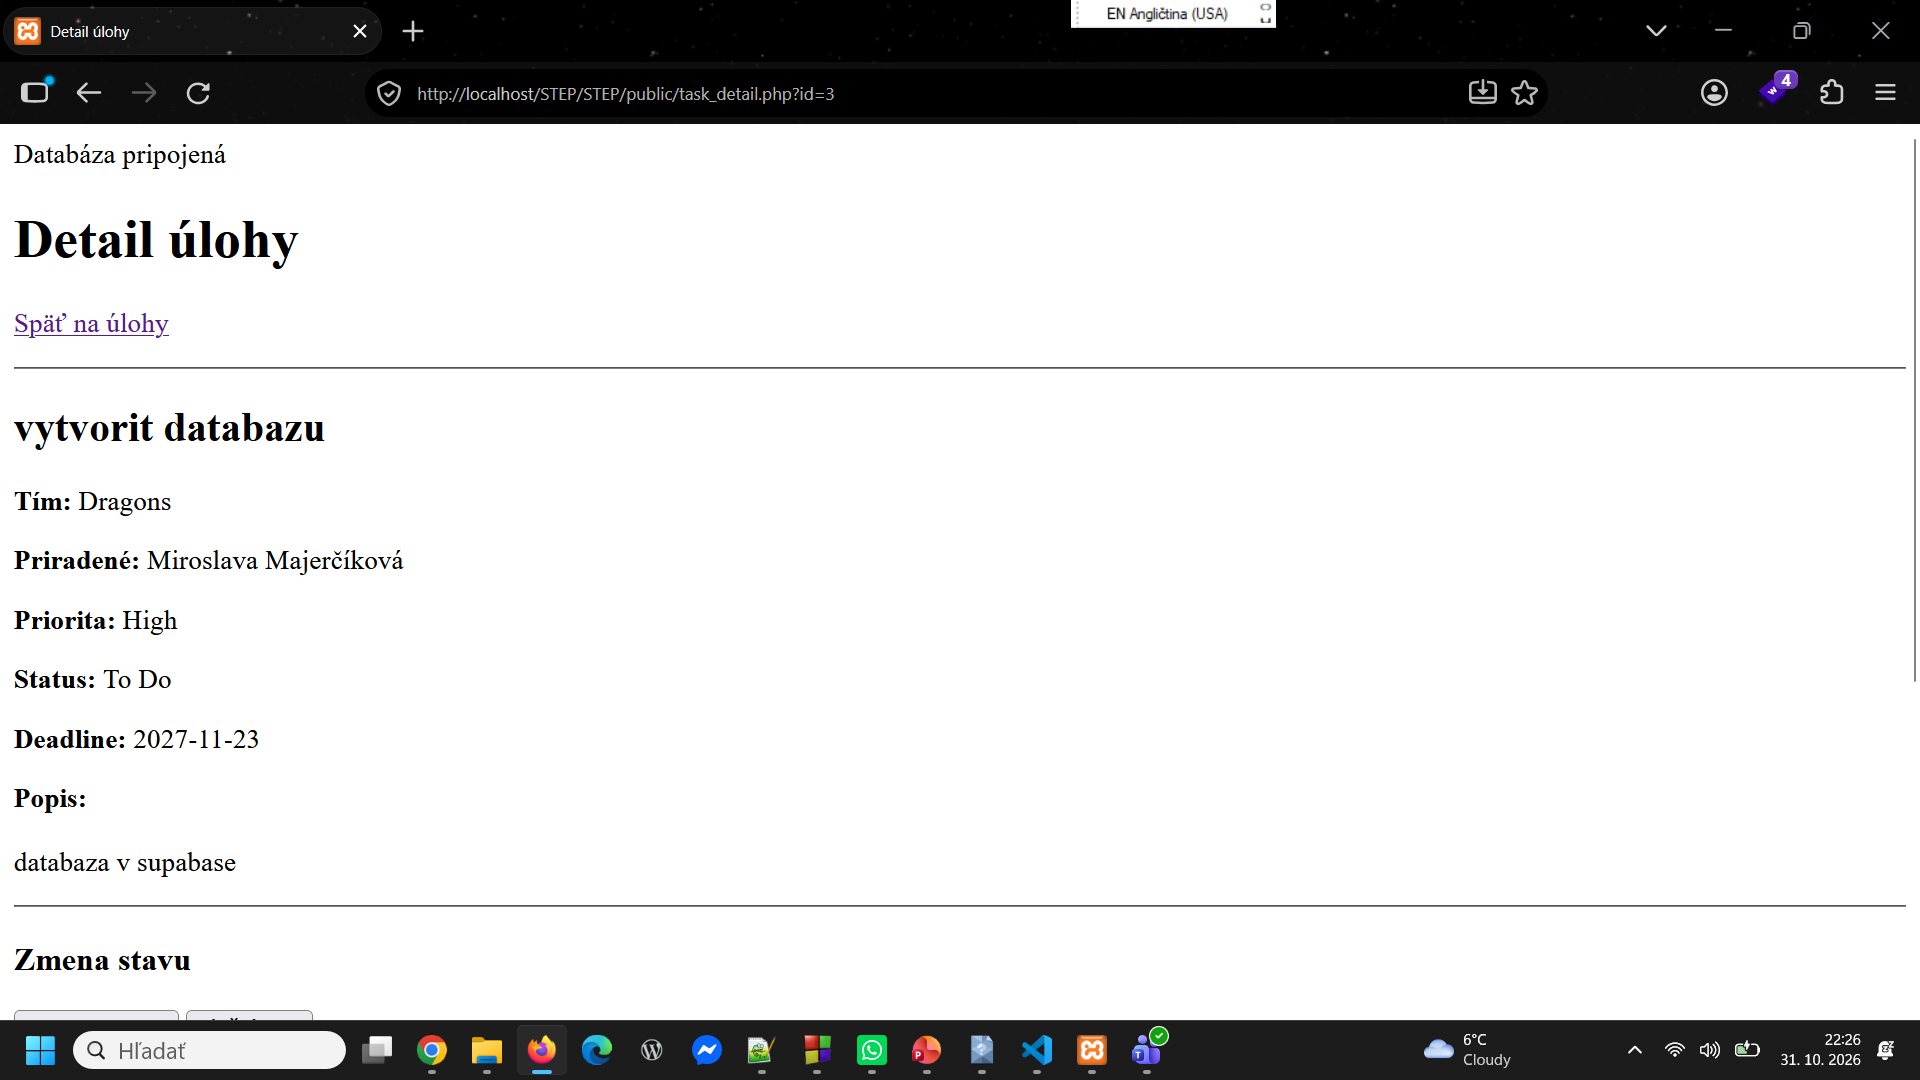 Detail úlohy
EN Angličtina (USA)
http://localhost/STEP/STEP/public/task_detail.php?id=3
4
Databáza pripojená
Detail úlohy
Späť na úlohy
vytvorit databazu
Tím: Dragons
Priradené: Miroslava Majerčíková
Priorita: High
Status: To Do
Deadline: 2027-11-23
Popis:
databaza v supabase
Zmena stavu
Hľadať
6°C
Cloudy
22:26
31. 10. 2026